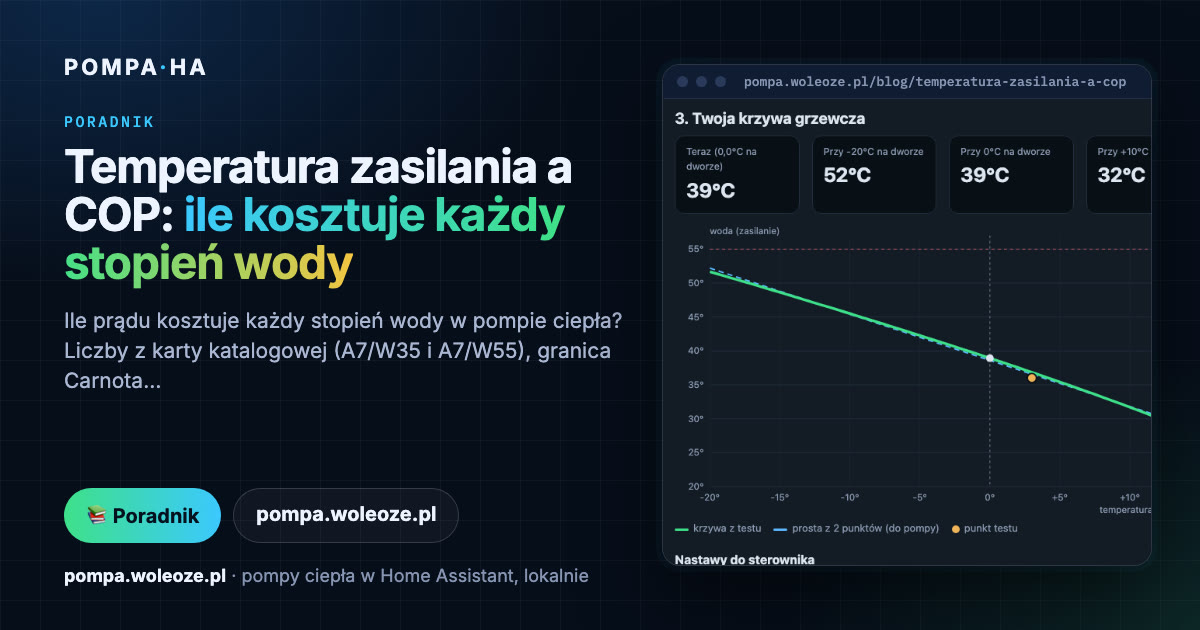 POMPA·HA
PORADNIK
Temperatura zasilania a
COP: ile kosztuje każdy
stopień wody
Ile prądu kosztuje każdy stopień wody w pompie ciepła?
Liczby z karty katalogowej (A7/W35 i A7/W55), granica
Carnota...
📚 Poradnik
pompa.woleoze.pl
pompa.woleoze.pl · pompy ciepła w Home Assistant, lokalnie
pompa.woleoze.pl/blog/temperatura-zasilania-a-cop
3. Twoja krzywa grzewcza
Teraz (0,0°C na
dworze)
39°C
Przy -20°C na dworze
52°C
Przy 0°C na dworze
39°C
Przy +10°C
32°C
woda (zasilanie)
55°
50°
45°
40°
35°
30°
25°
20°
-20°
-15°
-10°
-5°
0°
+5°
+10°
temperatura
krzywa z testu
prosta z 2 punktów (do pompy)
punkt testu
Nastawy do sterownika